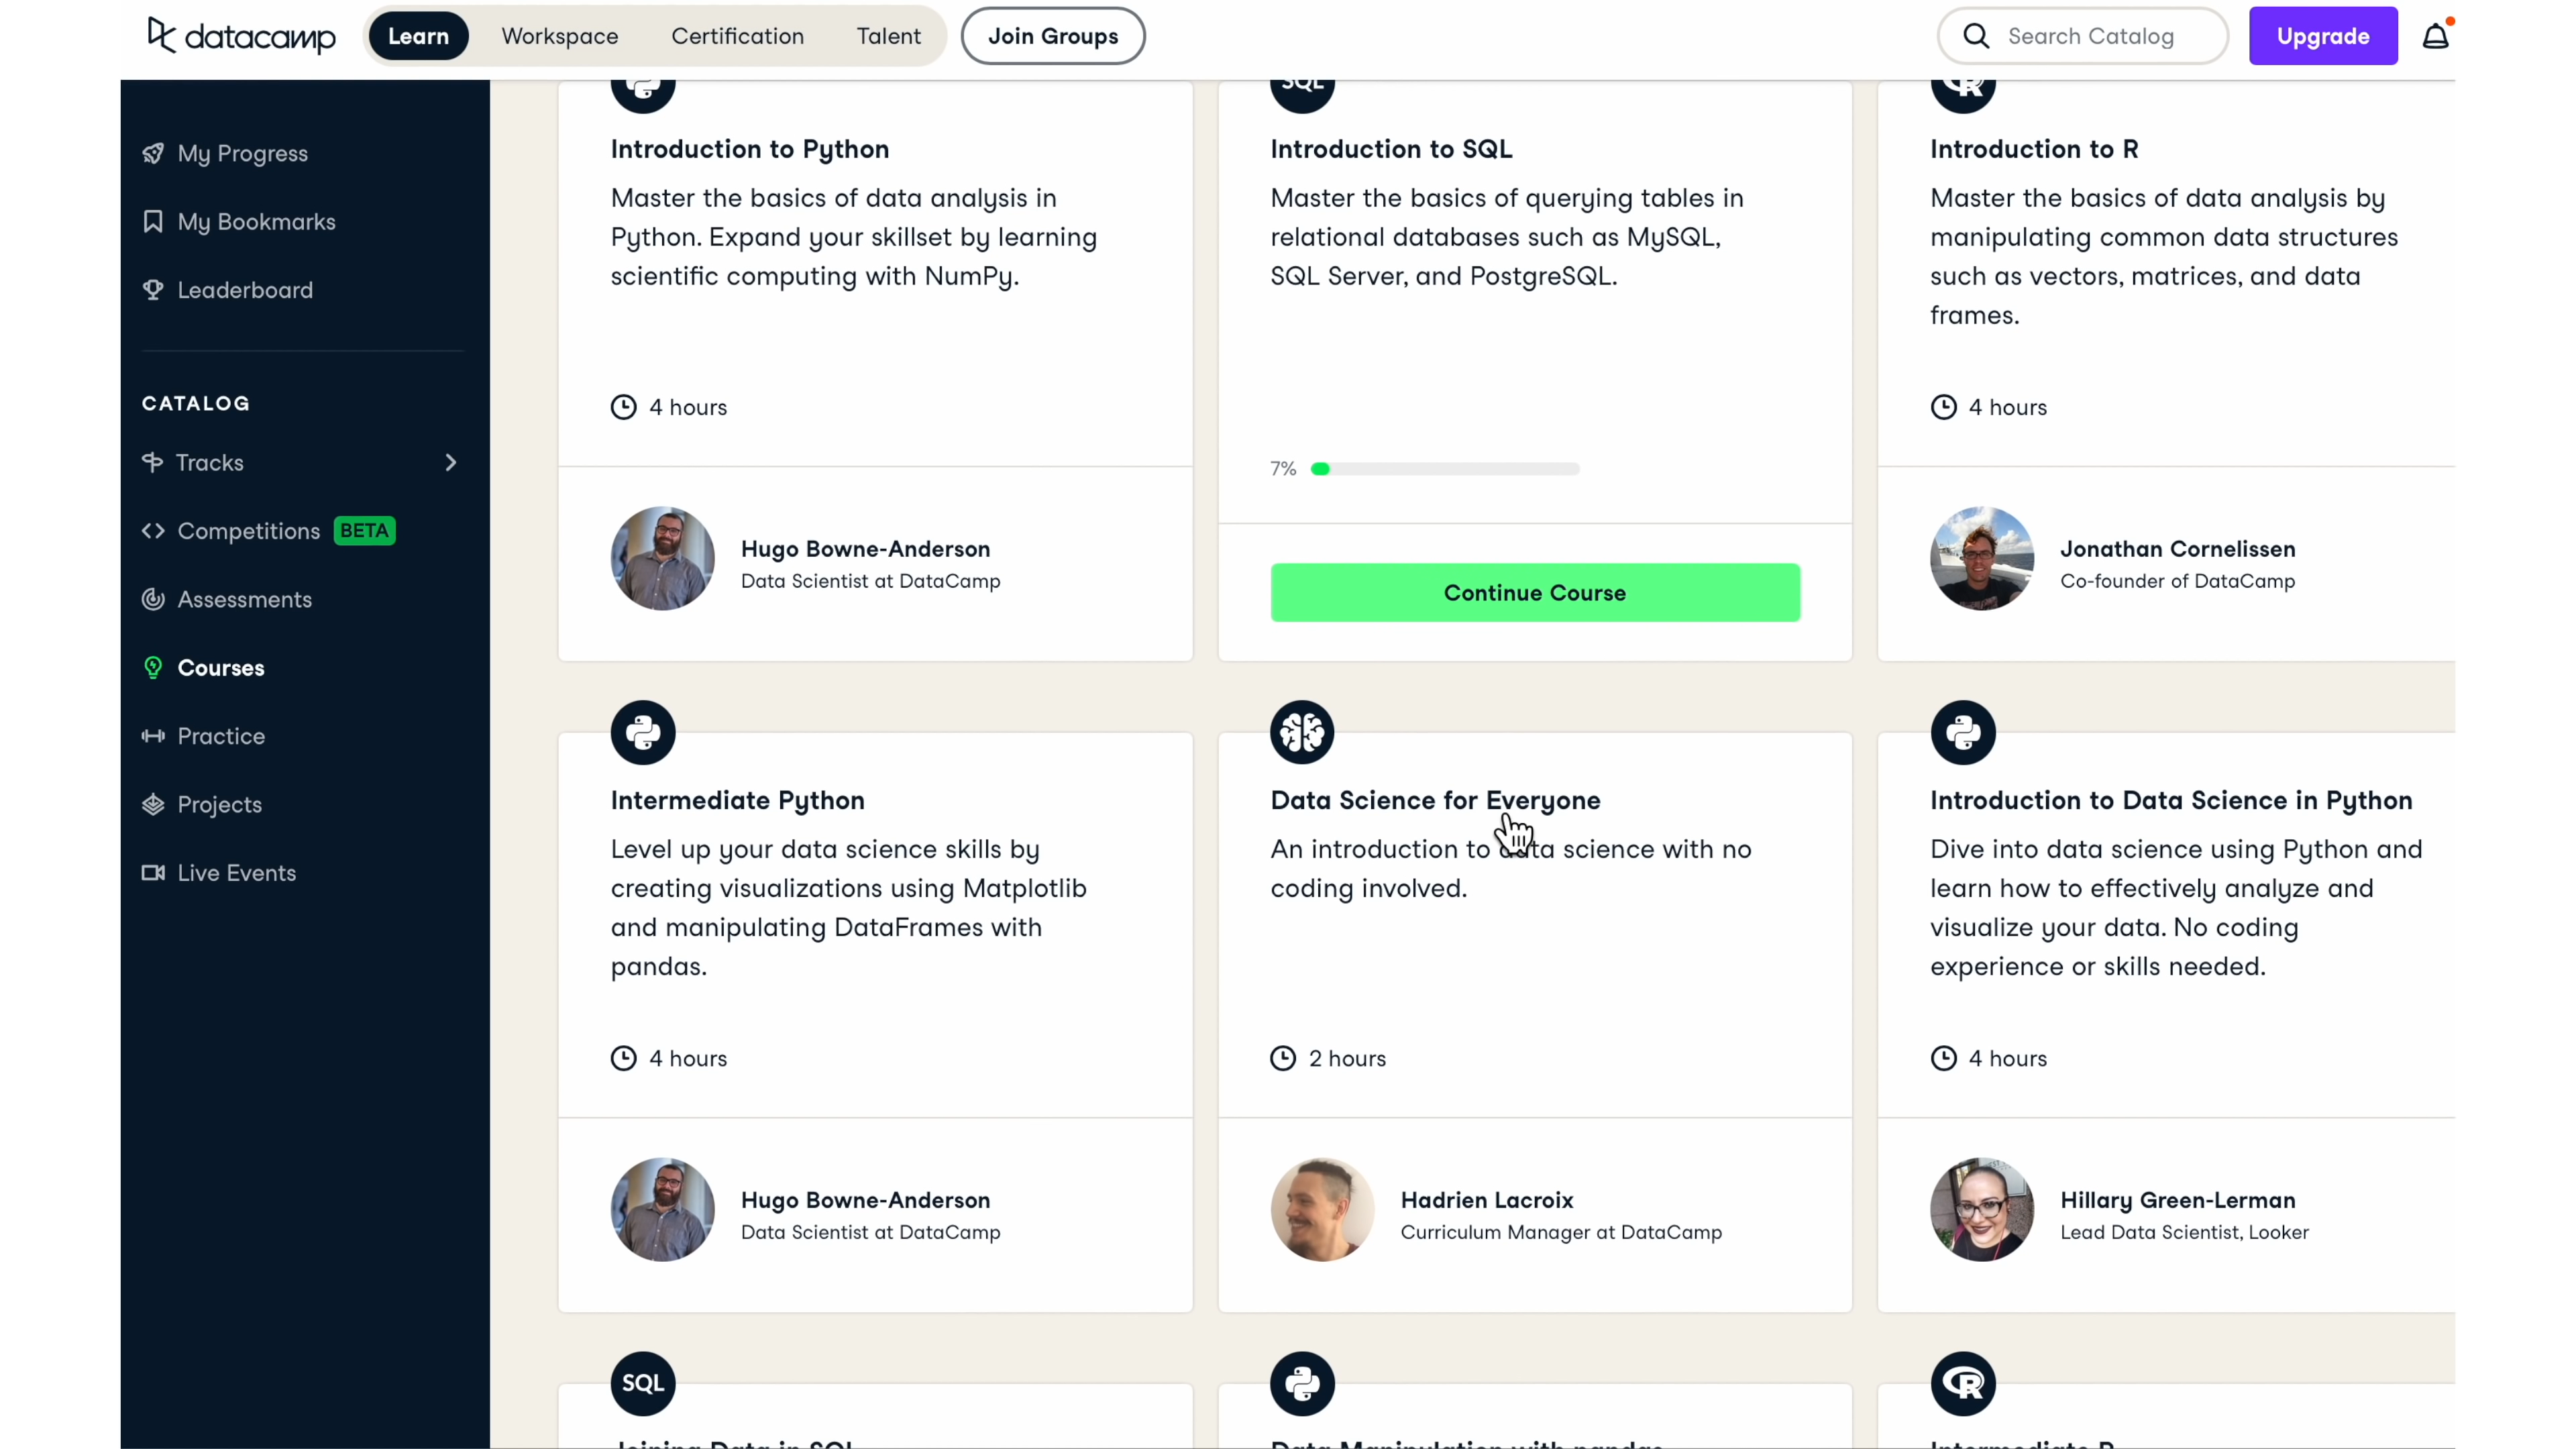 datacamp
Learn
Workspace
Certification
Talent
Join Groups
Search Catalog
Upgrade
My Progress
My Bookmarks
Leaderboard
CATALOG
Tracks
Competitions BETA
Assessments
Courses
Practice
Projects
Live Events
Introduction to Python
Master the basics of data analysis in
Python. Expand your skillset by learning
scientific computing with NumPy.
4 hours
Hugo Bowne-Anderson
Data Scientist at DataCamp
SQL
Introduction to SQL
Master the basics of querying tables in
relational databases such as MySQL,
SQL Server, and PostgreSQL.
7%
Continue Course
Introduction to R
Master the basics of data analysis by
manipulating common data structures
such as vectors, matrices, and data
frames.
4 hours
Jonathan Cornelissen
Co-founder of DataCamp
Intermediate Python
Level up your data science skills by
creating visualizations using Matplotlib
and manipulating DataFrames with
pandas.
4 hours
Hugo Bowne-Anderson
Data Scientist at DataCamp
Data Science for Everyone
An introduction to data science with no
coding involved.
2 hours
Hadrien Lacroix
Curriculum Manager at DataCamp
Introduction to Data Science in Python
Dive into data science using Python and
learn how to effectively analyze and
visualize your data. No coding
experience or skills needed.
4 hours
Hillary Green-Lerman
Lead Data Scientist, Looker
SQL
Joining Data in SQL
Data Manipulation with pandas
R
Intermediate R